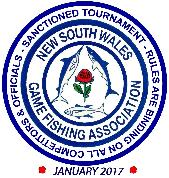 SANCTIONED TOURNAMENT - RULES ARE BINDING ON ALL COMPETITORS & OFFICIALS -
NEW SOUTH WALES
GAME FISHING ASSOCIATION
JANUARY 2017